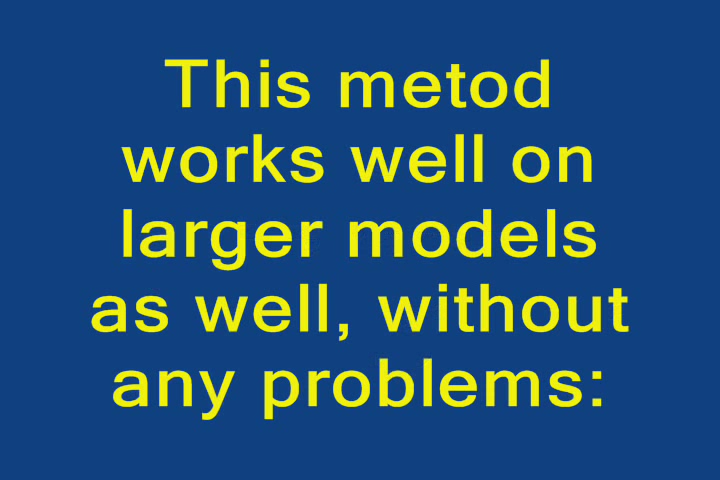 This metod
works well on
larger models
as well, without
any problems: